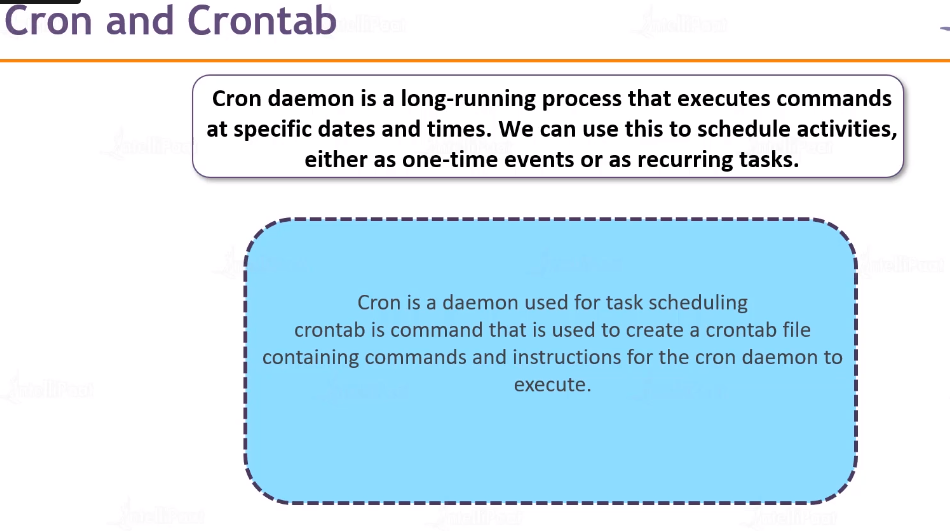 Cron and Crontab
Cron daemon is a long-running process that executes commands
at specific dates and times. We can use this to schedule activities,
either as one-time events or as recurring tasks.
Cron is a daemon used for task scheduling
crontab is command that is used to create a crontab file
containing commands and instructions for the cron daemon to
execute.